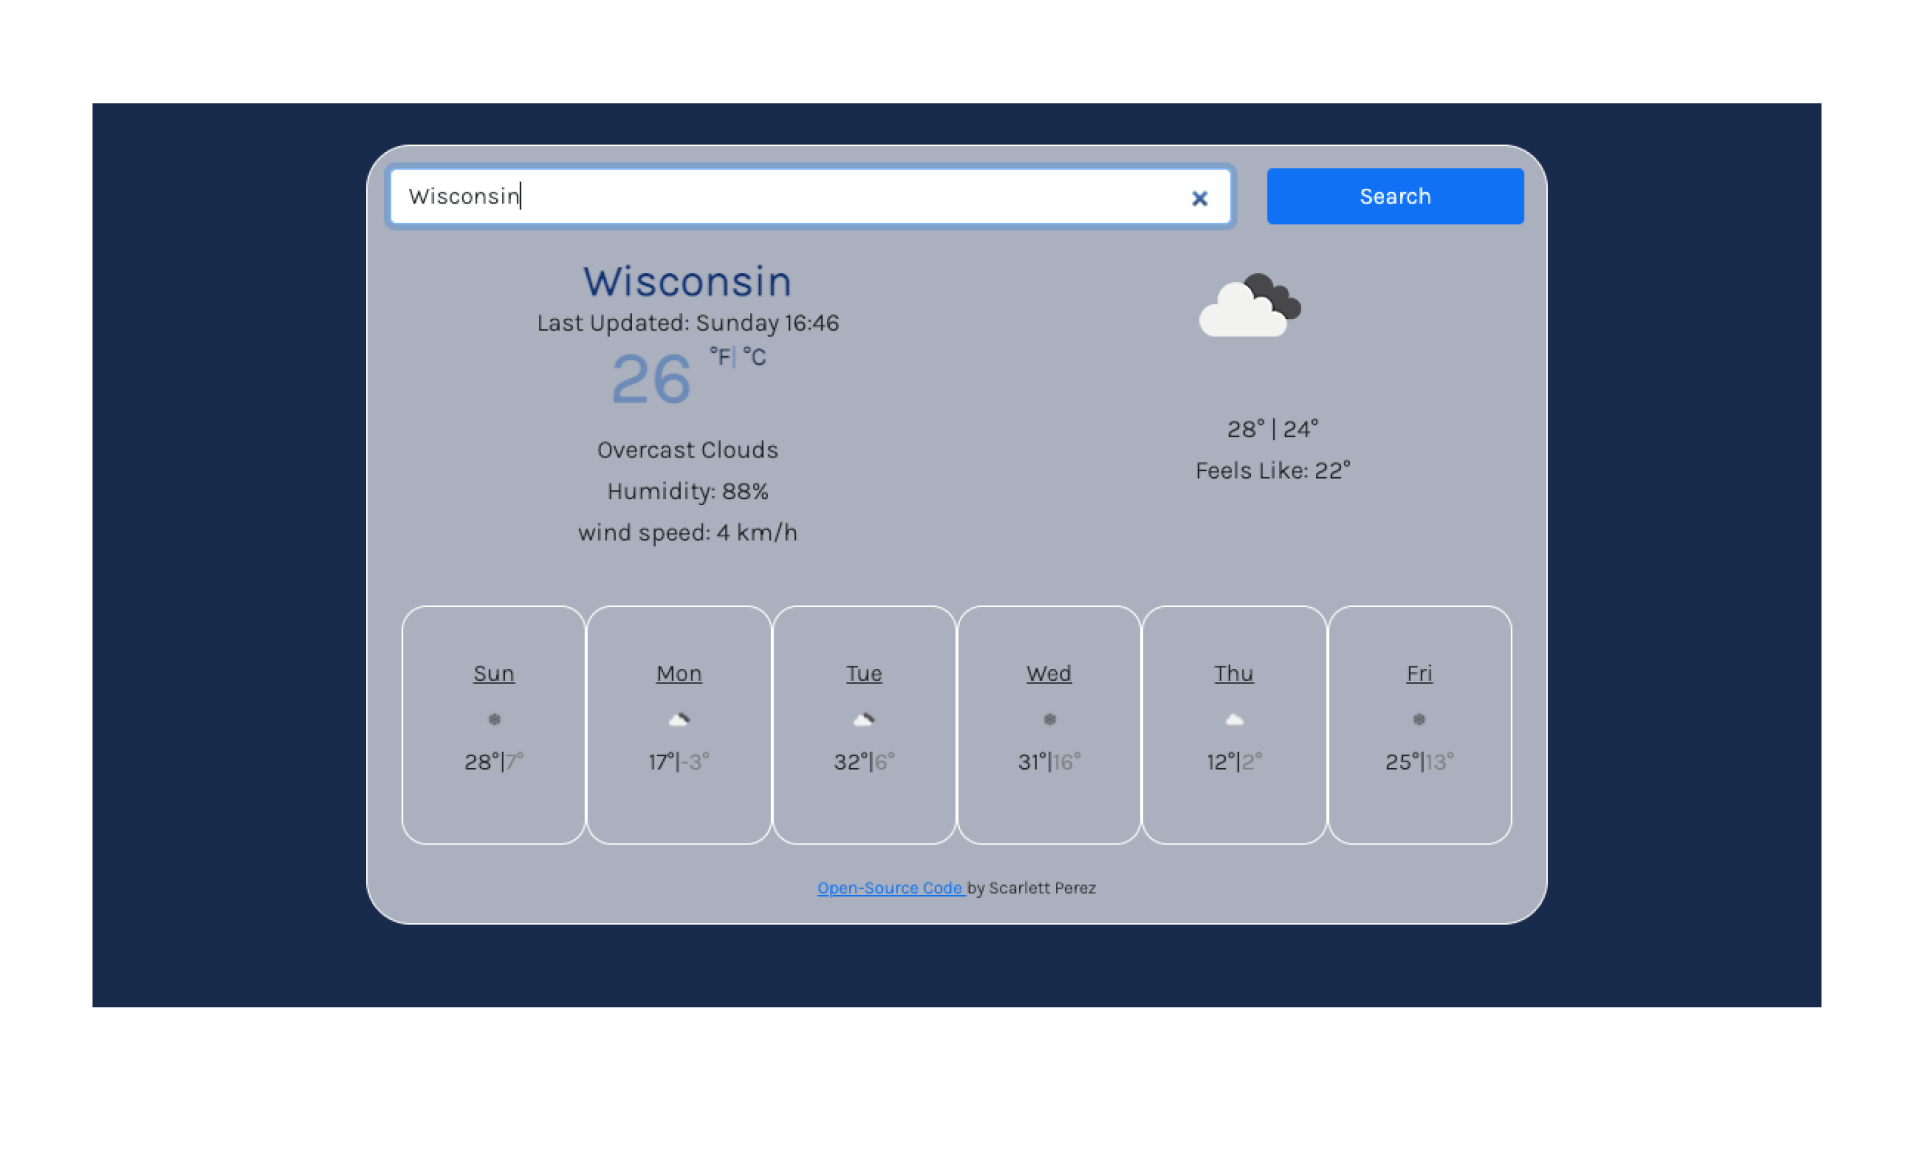 Wisconsin
Search
Wisconsin
Last Updated: Sunday 16:46
26 °F| °C
Overcast Clouds
Humidity: 88%
wind speed: 4 km/h
28° | 24°
Feels Like: 22°
Sun
28°|7°
Mon
17°|-3°
Tue
32°|6°
Wed
31°|16°
Thu
12°|2°
Fri
25°|13°
Open-Source Code by Scarlett Perez